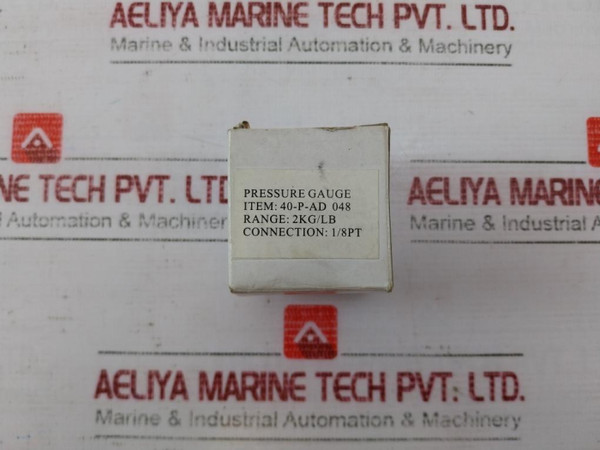 AELIYA MARINE TECH PVT. LTD.
Marine & Industrial Automation & Machinery
NE TECH PVT. LTD.
Automation & Machinery
AELIYA MARINE
Marine & Industrial A
PRESSURE GAUGE
ITEM: 40-P-AD 048
RANGE: 2KG/LB
CONNECTION: 1/8PT
AELIYA MARINE TECH PVT. LTD.
Marine & Industrial Automation & Machinery